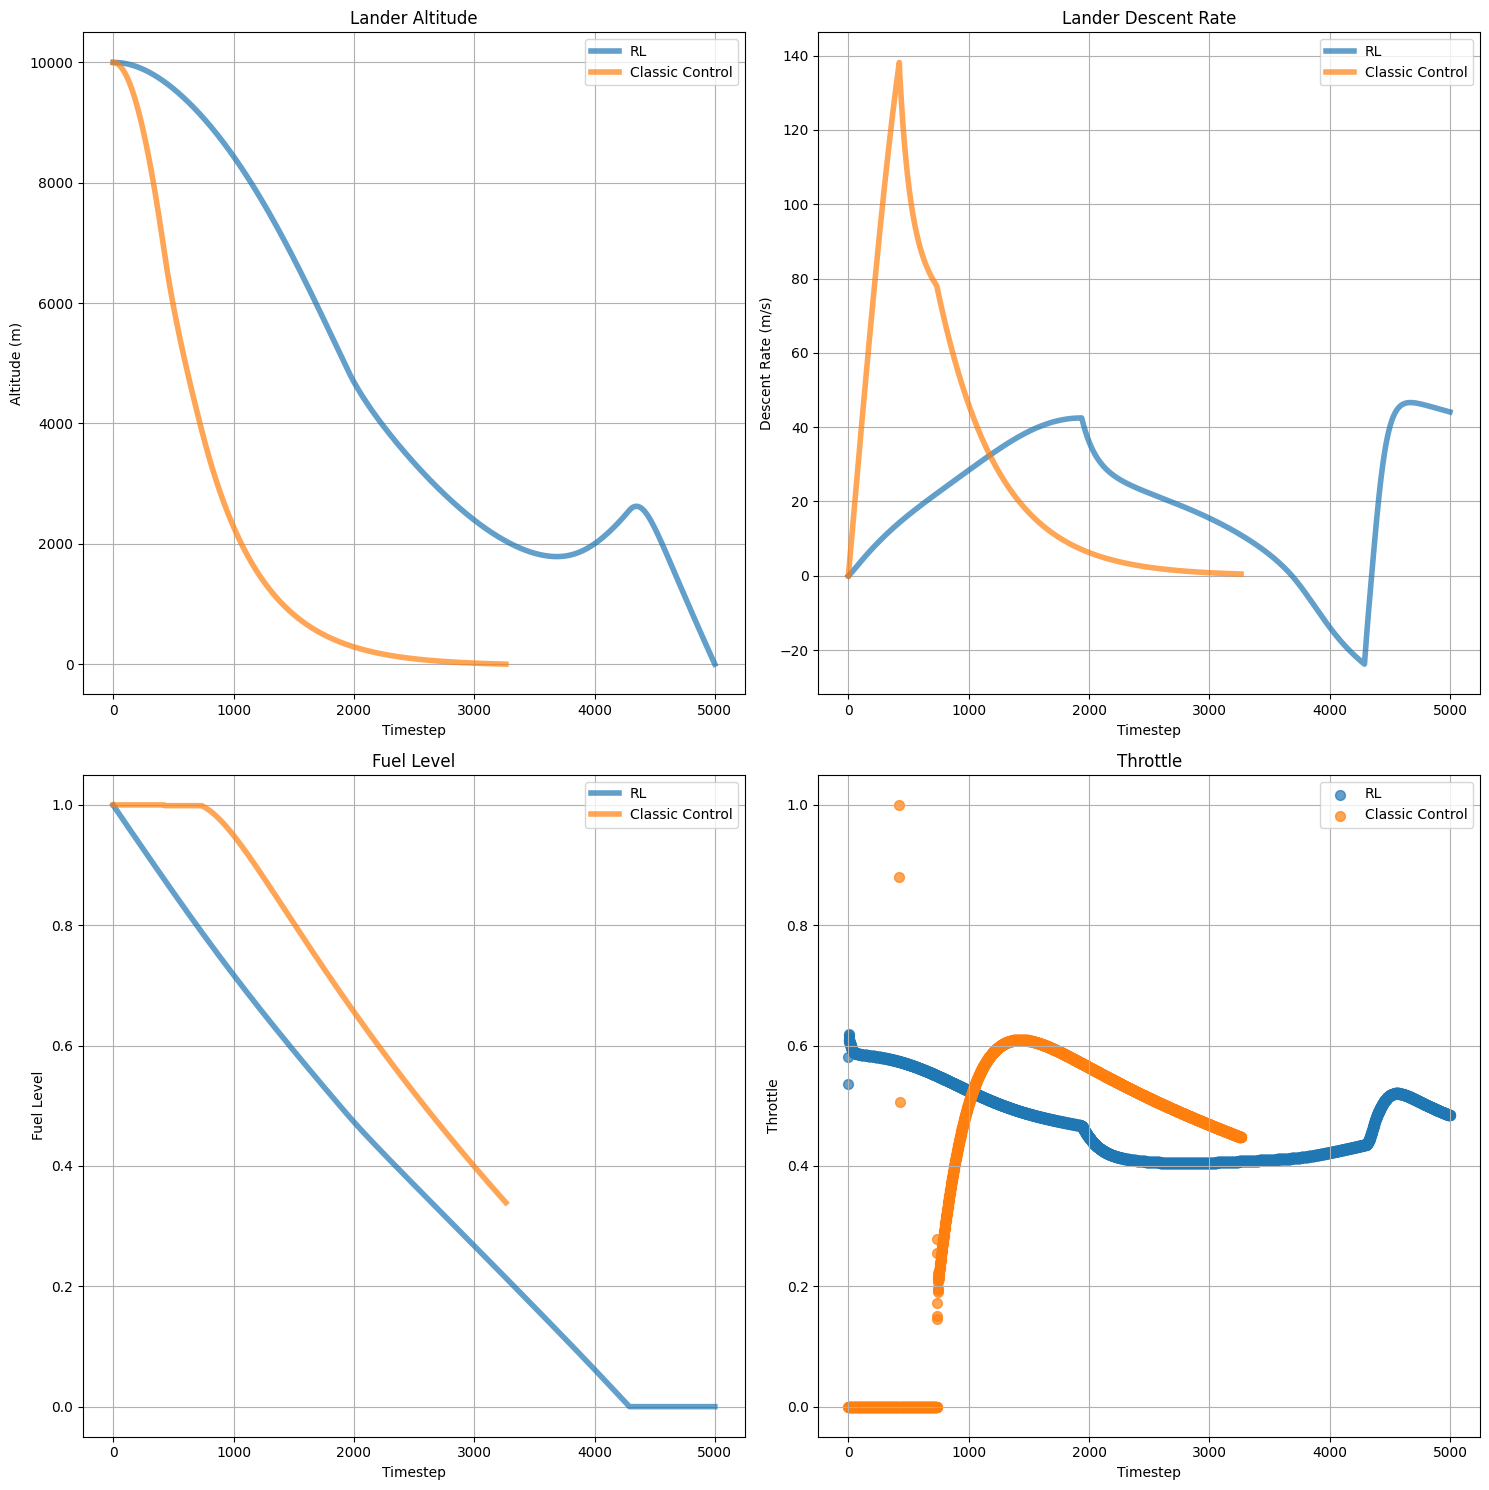 Lander Altitude
RL
Classic Control
10000
8000
6000
4000
2000
0
Altitude (m)
0 1000 2000 3000 4000 5000
Timestep
Lander Descent Rate
RL
Classic Control
140
120
100
80
60
40
20
0
−20
Descent Rate (m/s)
0 1000 2000 3000 4000 5000
Timestep
Fuel Level
RL
Classic Control
1.0
0.8
0.6
0.4
0.2
0.0
Fuel Level
0 1000 2000 3000 4000 5000
Timestep
Throttle
RL
Classic Control
1.0
0.8
0.6
0.4
0.2
0.0
Throttle
0 1000 2000 3000 4000 5000
Timestep